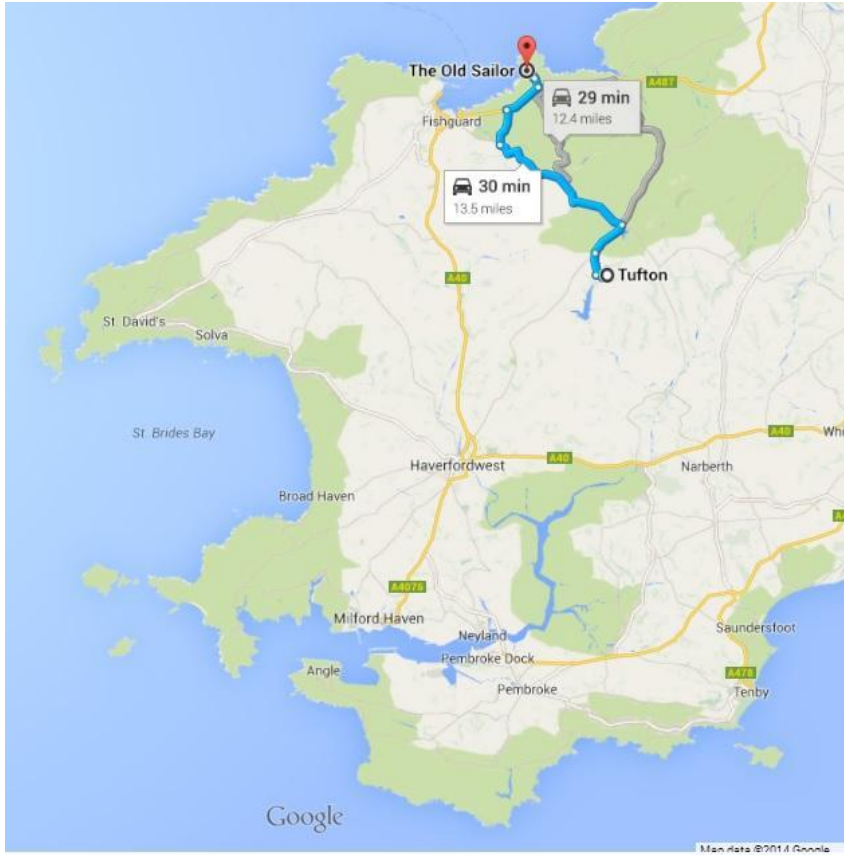 The Old Sailor
A487
29 min
12.4 miles
Fishguard
30 min
13.5 miles
Tufton
A40
St. David's
Solva
St. Brides Bay
A40
Haverfordwest
A40
Narberth
Broad Haven
A4076
Milford Haven
Neyland
Saundersfoot
Pembroke Dock
Angle
A478
Pembroke
Tenby
Google
Map data ©2014 Google